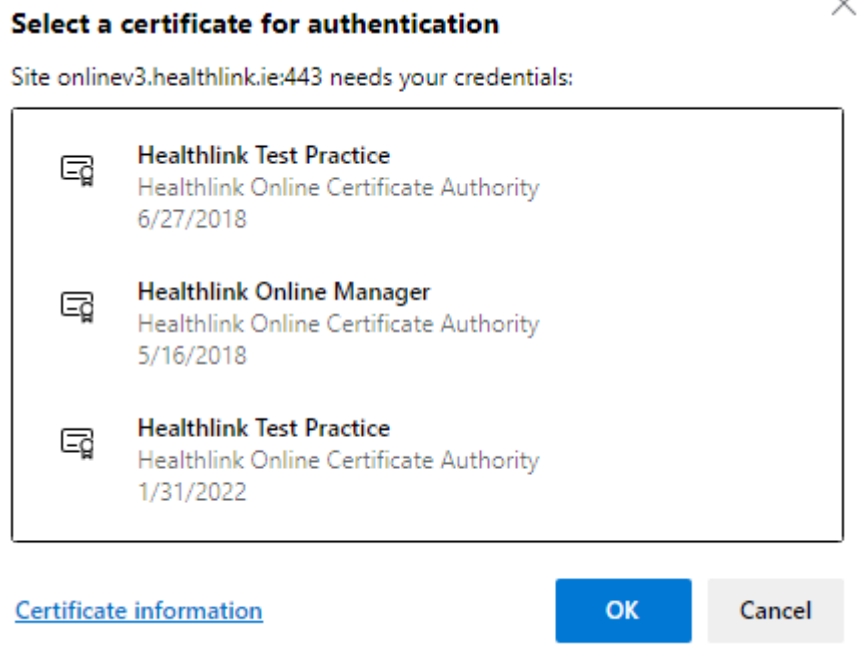 Select a certificate for authentication
Site onlinev3.healthlink.ie:443 needs your credentials:
Healthlink Test Practice
Healthlink Online Certificate Authority
6/27/2018
Healthlink Online Manager
Healthlink Online Certificate Authority
5/16/2018
Healthlink Test Practice
Healthlink Online Certificate Authority
1/31/2022
Certificate information
OK
Cancel